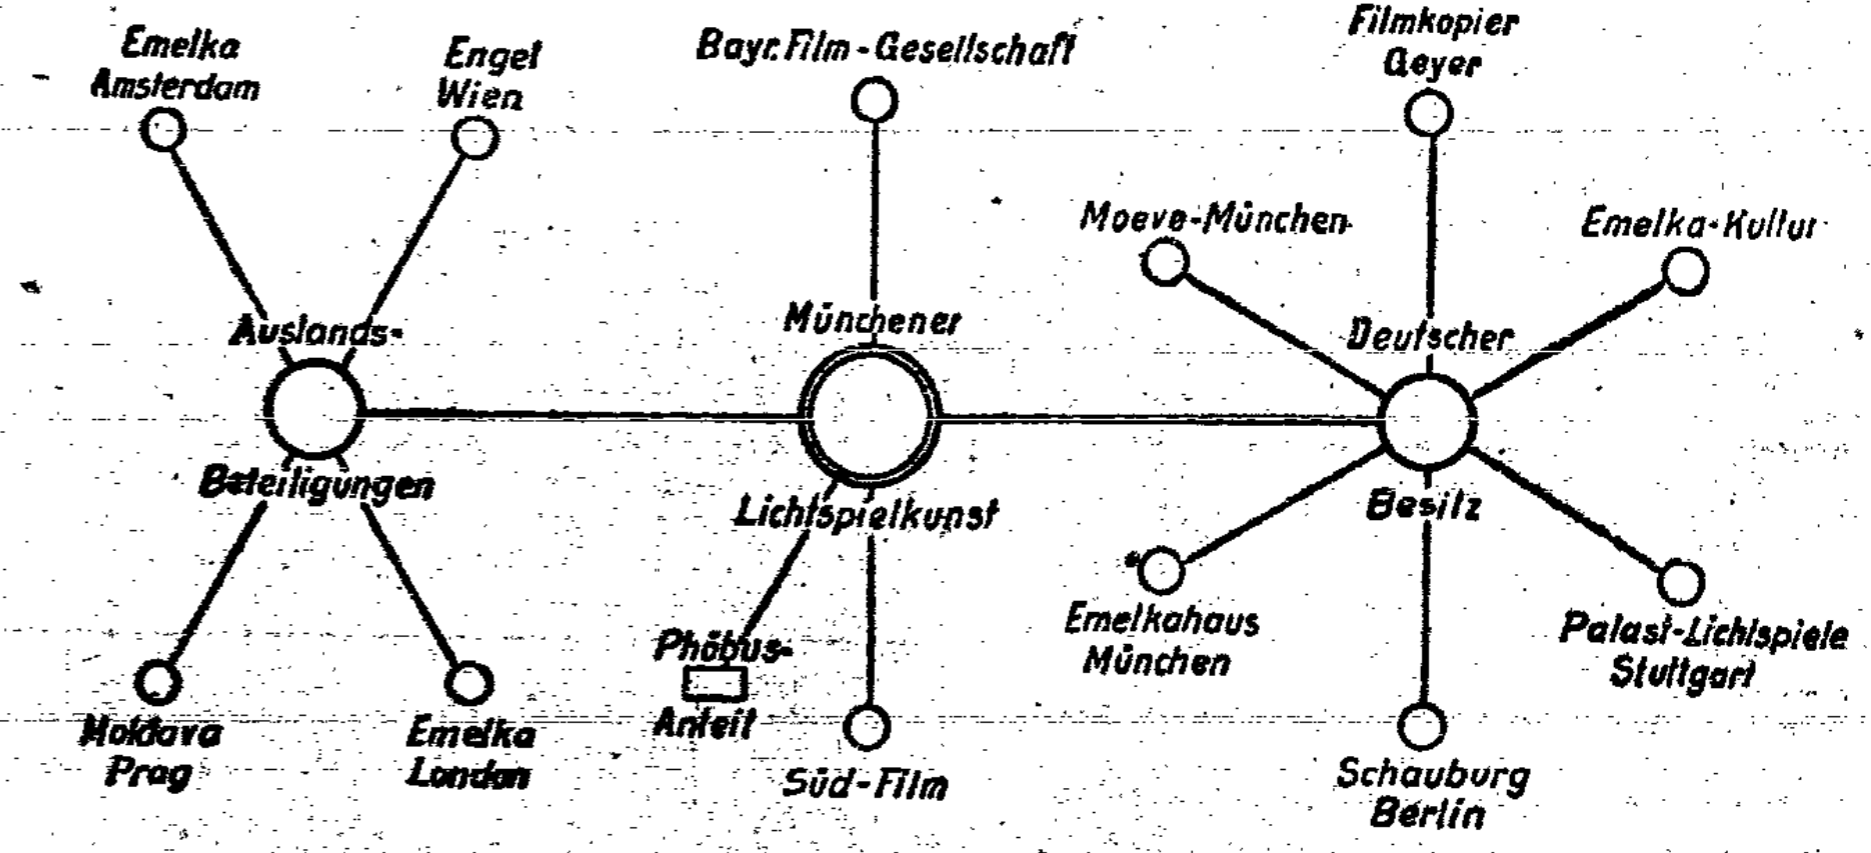 Emelka
Amsterdam
Engel
Wien
Bayr. Film-Gesellschaft
Filmkopier
Geyer
Moeve-München
Emelka-Kultur
Auslands-
Beteiligungen
Münchener
Lichtspielkunst
Deutscher
Besitz
Moldava
Prag
Emelka
London
Phöbus-
Anteil
Süd-Film
Emelkahaus
München
Palast-Lichtspiele
Stuttgart
Schauburg
Berlin